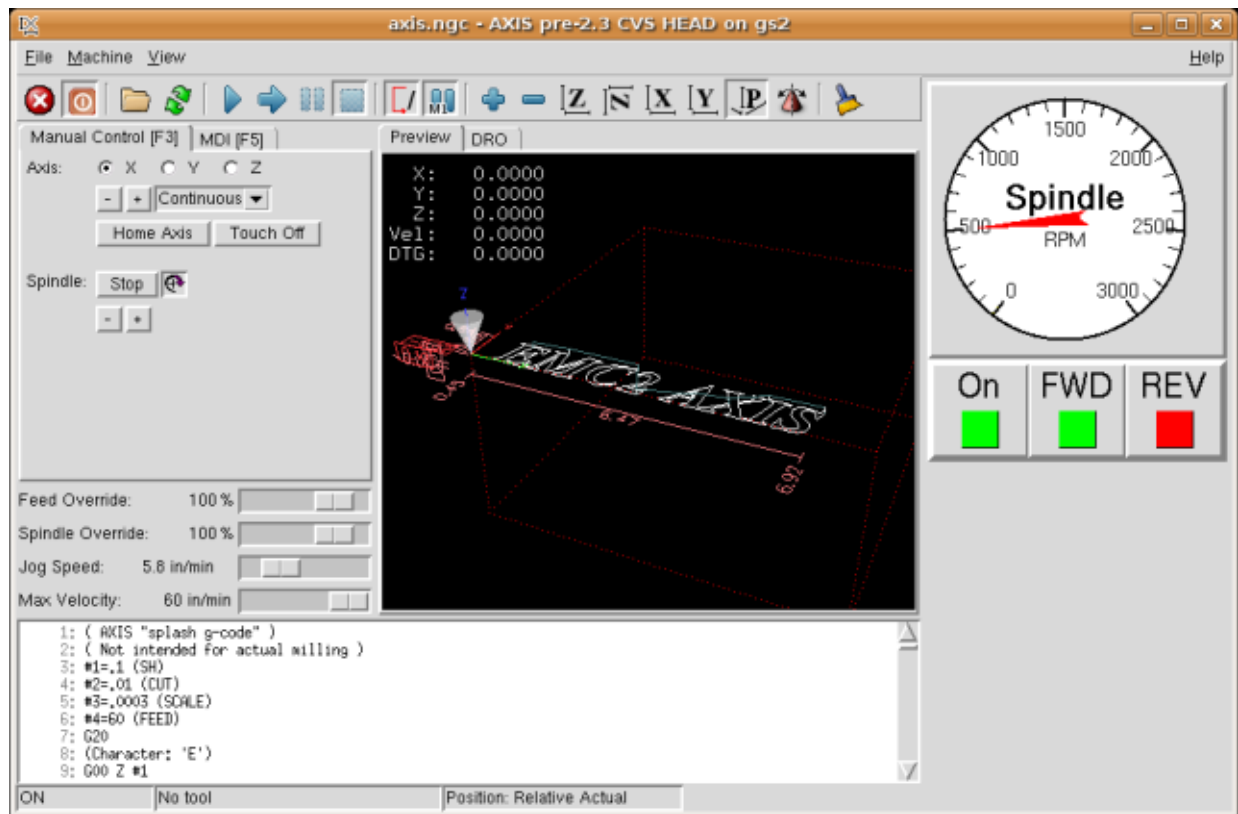 axis.ngc - AXIS pre-2.3 CVS HEAD on gs2
File Machine View Help
M1 Z N X Y P
Manual Control [F3] MDI [F5]
Axis: X Y Z
- + Continuous
Home Axis Touch Off
Spindle: Stop
- +
Feed Override: 100 %
Spindle Override: 100 %
Jog Speed: 5.8 in/min
Max Velocity: 60 in/min
Preview DRO
X: 0.0000
Y: 0.0000
Z: 0.0000
Vel: 0.0000
DTG: 0.0000
Z
EMC2 AXIS
6.47
6.92
0 500 1000 1500 2000 2500 3000
Spindle
RPM
On FWD REV
1: ( AXIS "splash g-code" )
2: ( Not intended for actual milling )
3: #1=.1 (SH)
4: #2=.01 (CUT)
5: #3=.0003 (SCALE)
6: #4=60 (FEED)
7: G20
8: (Character: 'E')
9: G00 Z #1
ON No tool Position: Relative Actual